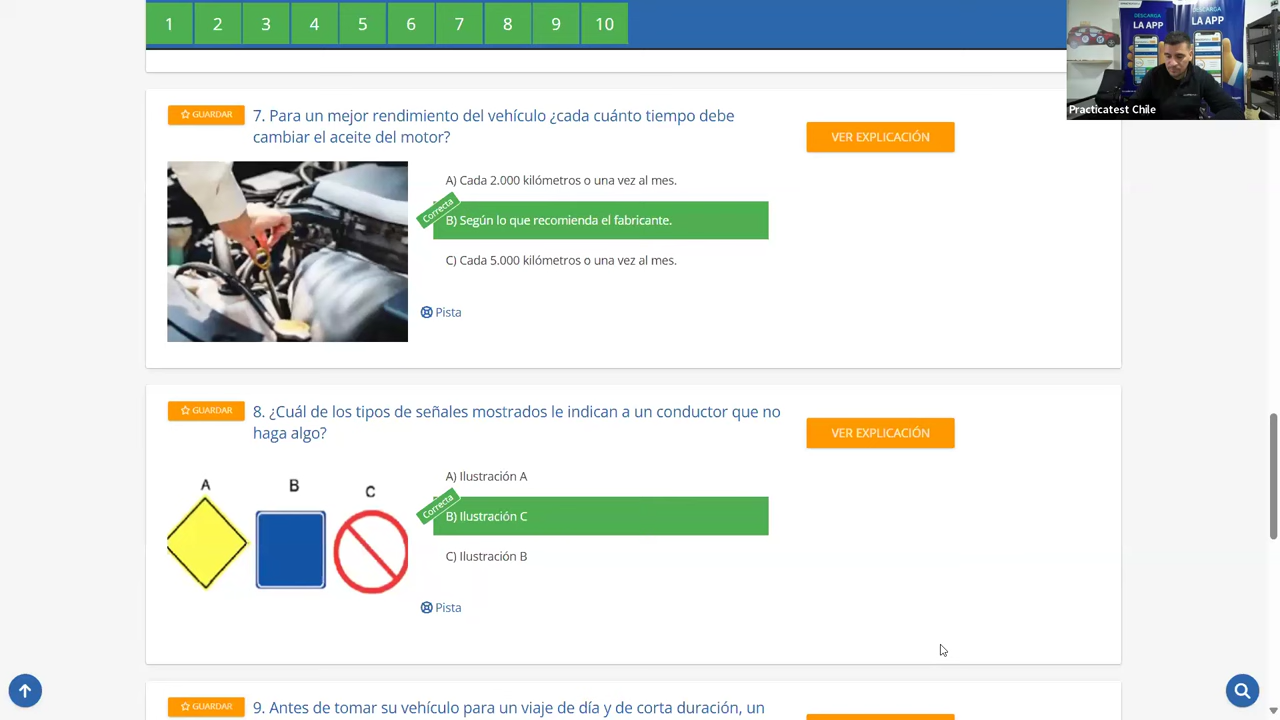 1 2 3 4 5 6 7 8 9 10
DESCARGA
LA APP
DESCARGA
LA APP
Practicatest Chile
GUARDAR
7. Para un mejor rendimiento del vehículo ¿cada cuánto tiempo debe
cambiar el aceite del motor?
VER EXPLICACIÓN
A) Cada 2.000 kilómetros o una vez al mes.
Correcta
B) Según lo que recomienda el fabricante.
C) Cada 5.000 kilómetros o una vez al mes.
Pista
GUARDAR
8. ¿Cuál de los tipos de señales mostrados le indican a un conductor que no
haga algo?
VER EXPLICACIÓN
A B C
A) Ilustración A
Correcta
B) Ilustración C
C) Ilustración B
Pista
GUARDAR
9. Antes de tomar su vehículo para un viaje de día y de corta duración, un